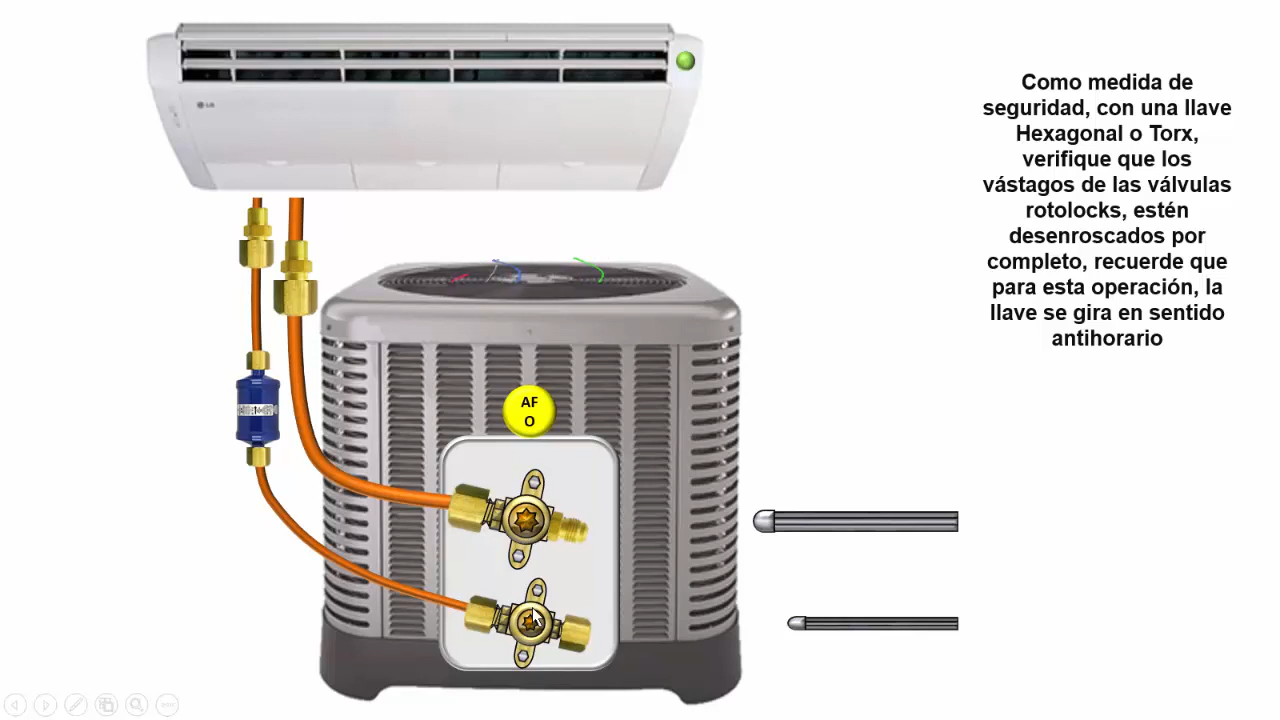 LG
Como medida de
seguridad, con una llave
Hexagonal o Torx,
verifique que los
vástagos de las válvulas
rotolocks, estén
desenroscados por
completo, recuerde que
para esta operación, la
llave se gira en sentido
antihorario
AF
O